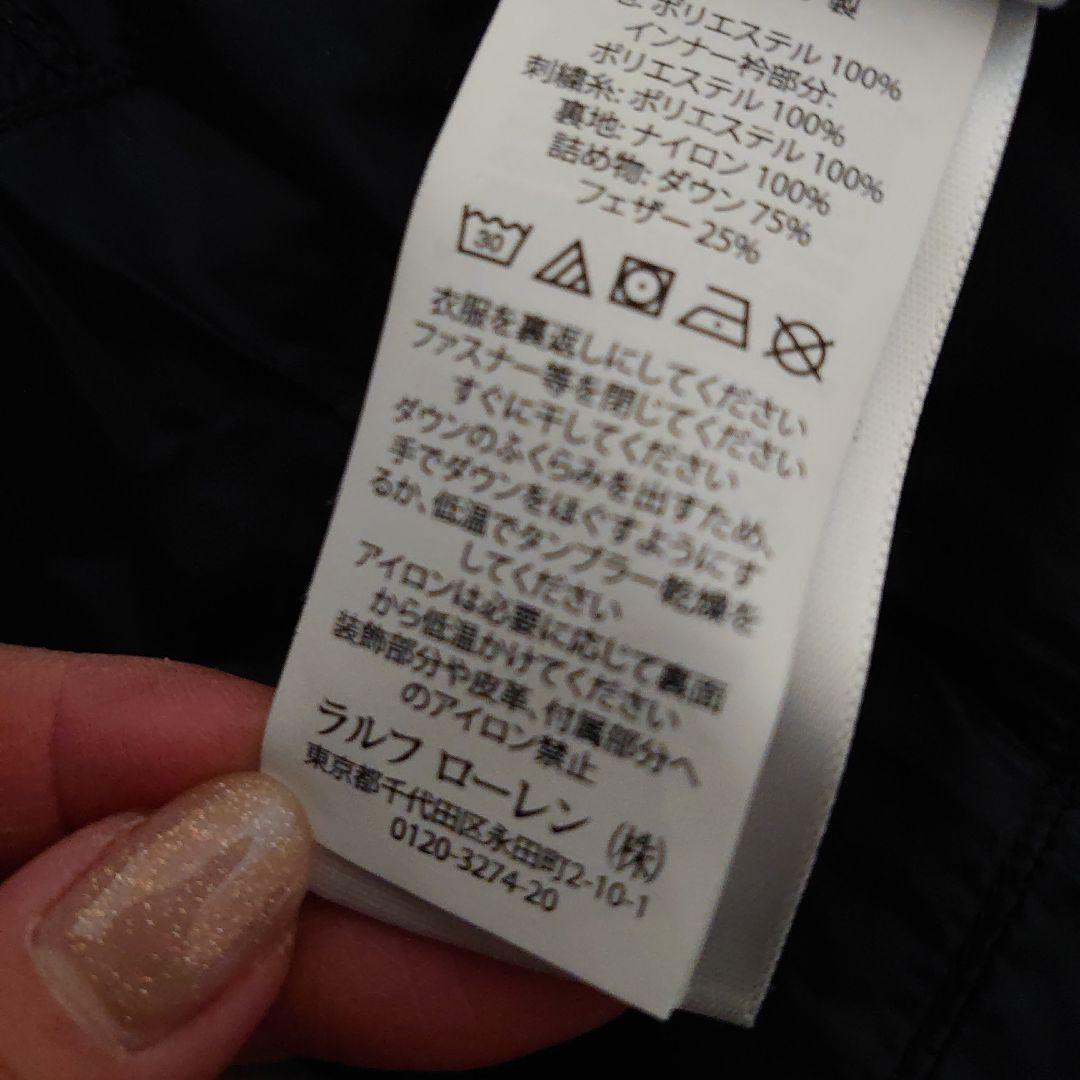 製
ポリエステル 100%
インナー衿部分:
ポリエステル 100%
刺繍糸: ポリエステル 100%
裏地: ナイロン 100%
詰め物: ダウン 75%
フェザー 25%
30
衣服を裏返しにしてください
ファスナー等を閉じてください
すぐに干してください
ダウンのふくらみを出すため、
手でダウンをほぐすようにす
るか、低温でタンブラー乾燥を
してください
アイロンは必要に応じて裏面
から低温かけてください
装飾部分や皮革、付属部分へ
のアイロン禁止
ラルフ ローレン (株)
東京都千代田区永田町2-10-1
0120-3274-20